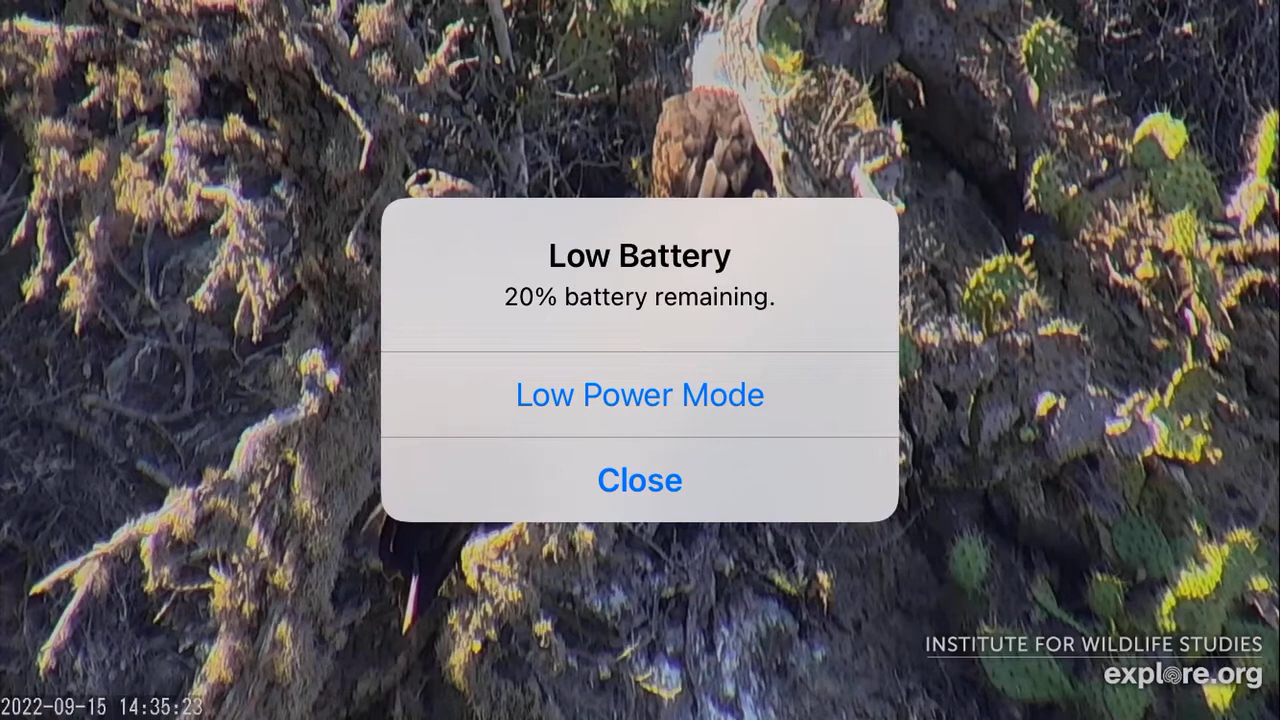 Low Battery
20% battery remaining.
Low Power Mode
Close
INSTITUTE FOR WILDLIFE STUDIES
explore.org
2022-09-15 14:35:23